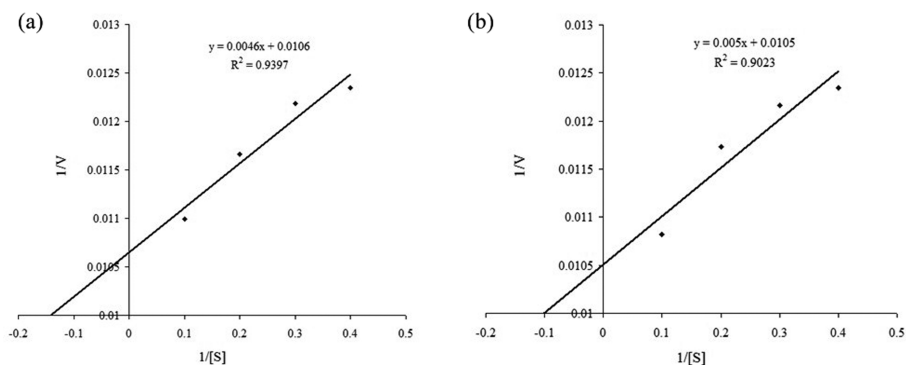 (a)
0.013
y = 0.0046x + 0.0106
R² = 0.9397
0.0125
0.012
1/V
0.0115
0.011
0.0105
0.01
-0.2 -0.1 0 0.1 0.2 0.3 0.4 0.5
1/[S]
(b)
0.013
y = 0.005x + 0.0105
R² = 0.9023
0.0125
0.012
1/V
0.0115
0.011
0.0105
0.01
-0.2 -0.1 0 0.1 0.2 0.3 0.4 0.5
1/[S]